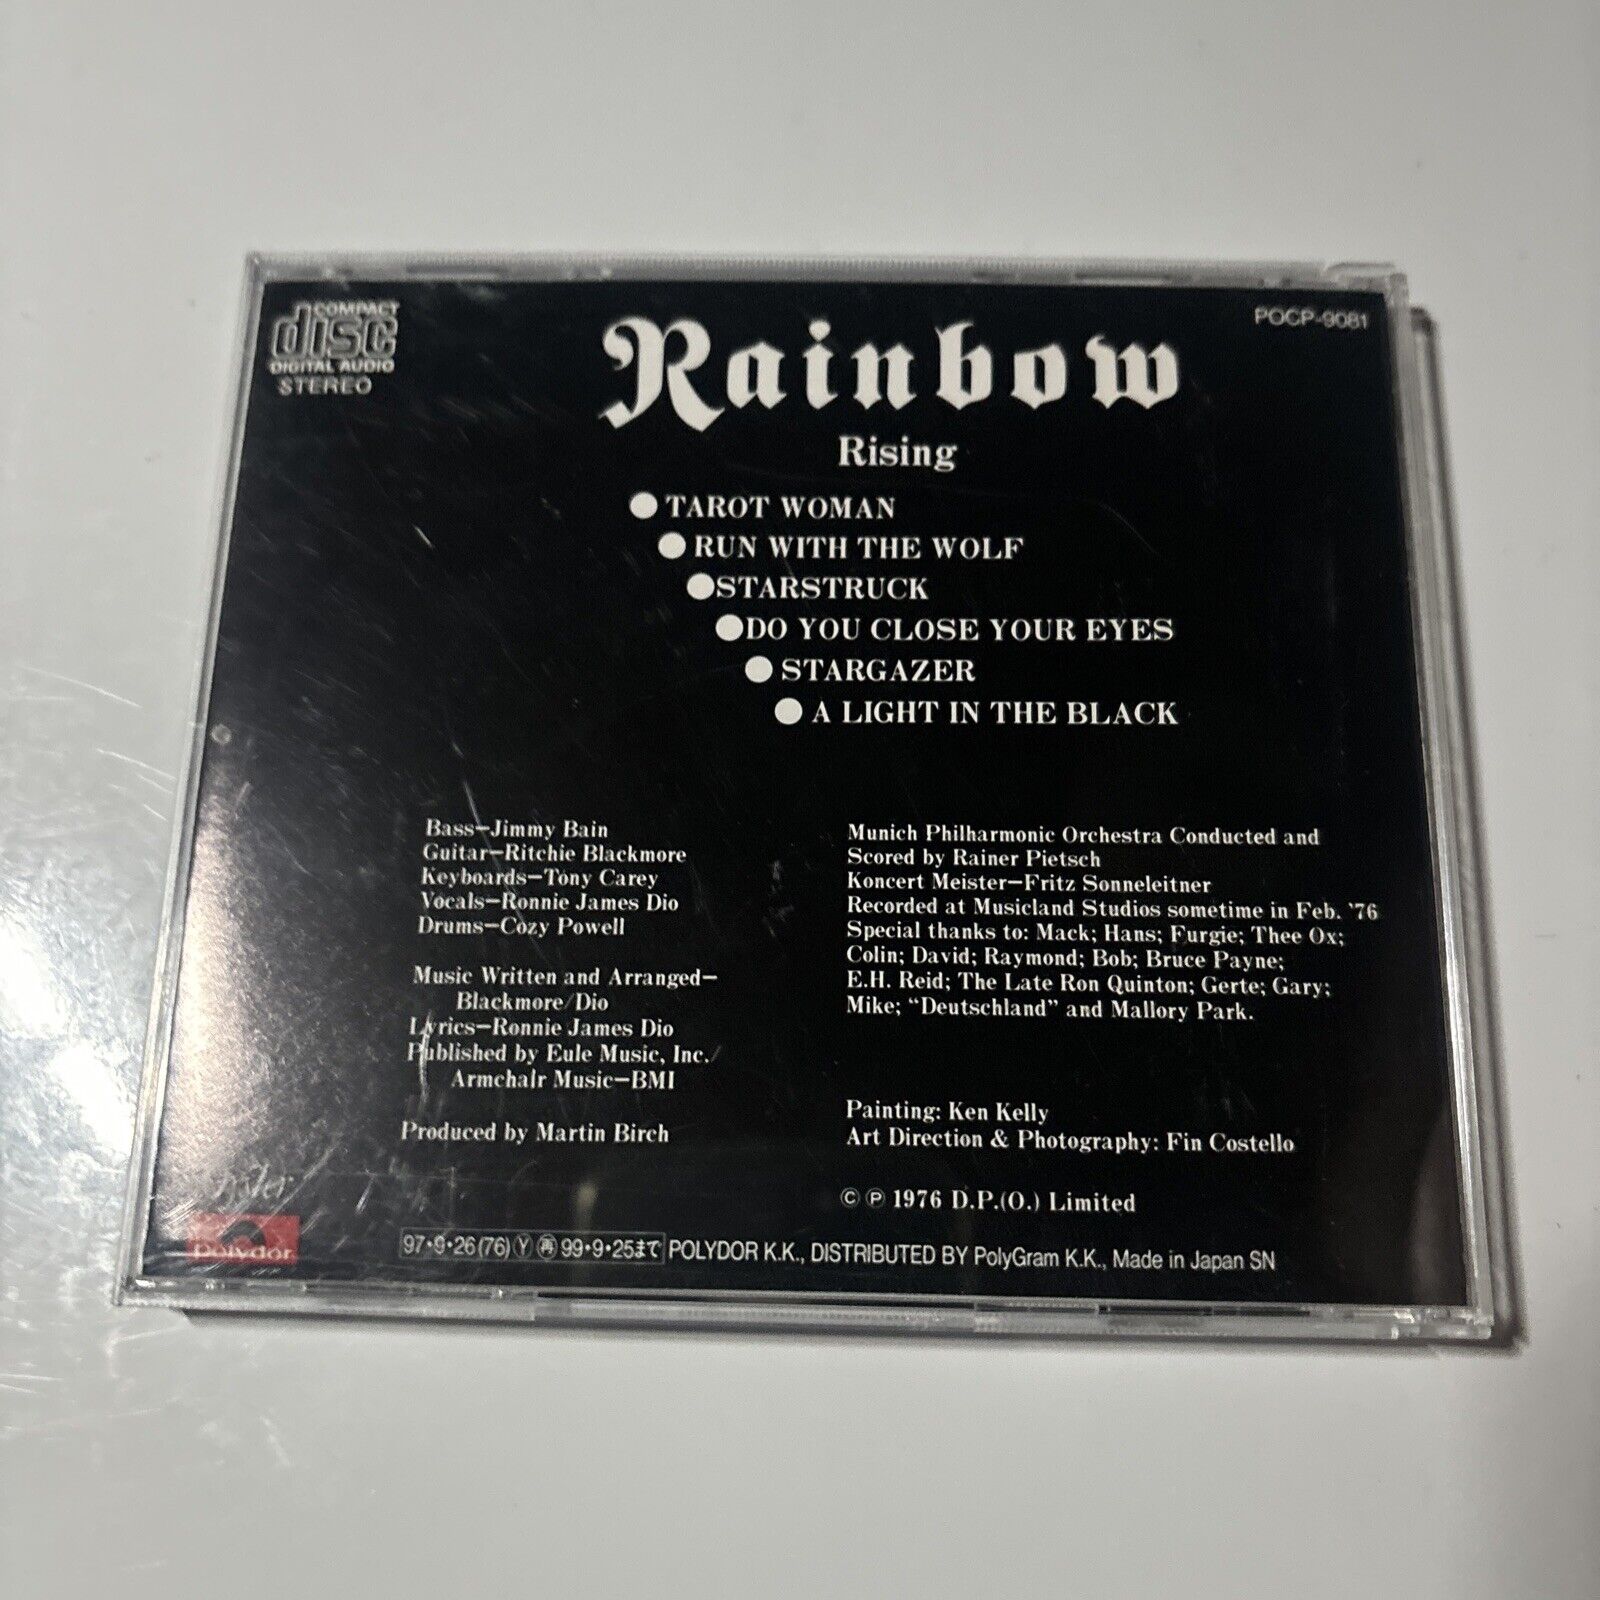 COMPACT
disc
DIGITAL AUDIO
STEREO
POCP-9081
Rainbow
Rising
● TAROT WOMAN
● RUN WITH THE WOLF
●STARSTRUCK
●DO YOU CLOSE YOUR EYES
● STARGAZER
● A LIGHT IN THE BLACK
Bass—Jimmy Bain
Guitar—Ritchie Blackmore
Keyboards—Tony Carey
Vocals—Ronnie James Dio
Drums—Cozy Powell
Music Written and Arranged—
Blackmore/Dio
Lyrics—Ronnie James Dio
Published by Eule Music, Inc./
Armchair Music—BMI
Produced by Martin Birch
Munich Philharmonic Orchestra Conducted and
Scored by Rainer Pietsch
Koncert Meister—Fritz Sonneleitner
Recorded at Musicland Studios sometime in Feb. '76
Special thanks to: Mack; Hans; Furgie; Thee Ox;
Colin; David; Raymond; Bob; Bruce Payne;
E.H. Reid; The Late Ron Quinton; Gerte; Gary;
Mike; “Deutschland” and Mallory Park.
Painting: Ken Kelly
Art Direction & Photography: Fin Costello
© ℗ 1976 D.P.(O.) Limited
polydor
97・9・26(76)Ⓨ㊞99・9・25まで POLYDOR K.K., DISTRIBUTED BY PolyGram K.K., Made in Japan SN